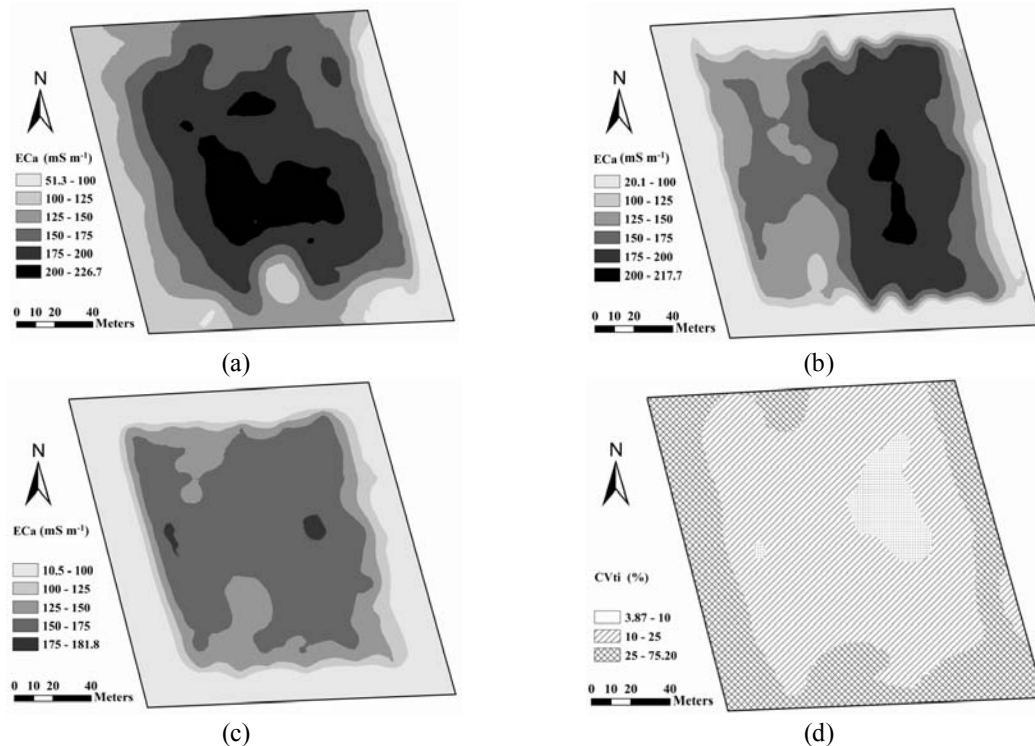 N
ECa (mS m⁻¹)
51.3 - 100
100 - 125
125 - 150
150 - 175
175 - 200
200 - 226.7
0 10 20 40
Meters
(a)
N
ECa (mS m⁻¹)
20.1 - 100
100 - 125
125 - 150
150 - 175
175 - 200
200 - 217.7
0 10 20 40
Meters
(b)
N
ECa (mS m⁻¹)
10.5 - 100
100 - 125
125 - 150
150 - 175
175 - 181.8
0 10 20 40
Meters
(c)
N
CVti (%)
3.87 - 10
10 - 25
25 - 75.20
0 10 20 40
Meters
(d)